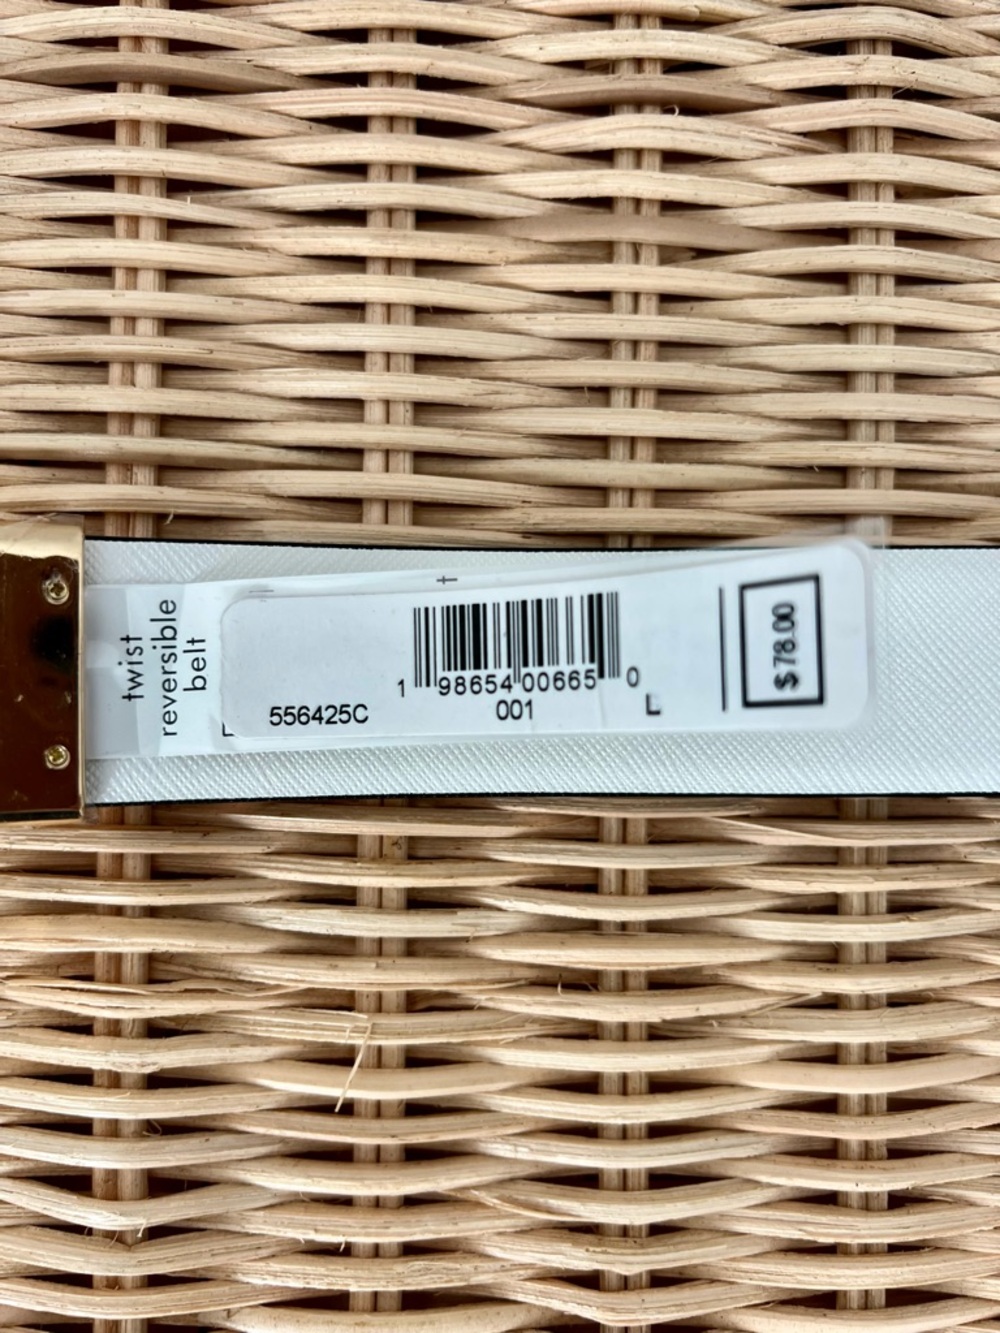 twist
reversible
belt
t
1 98654 00665 0
556425C
001
L
$78.00